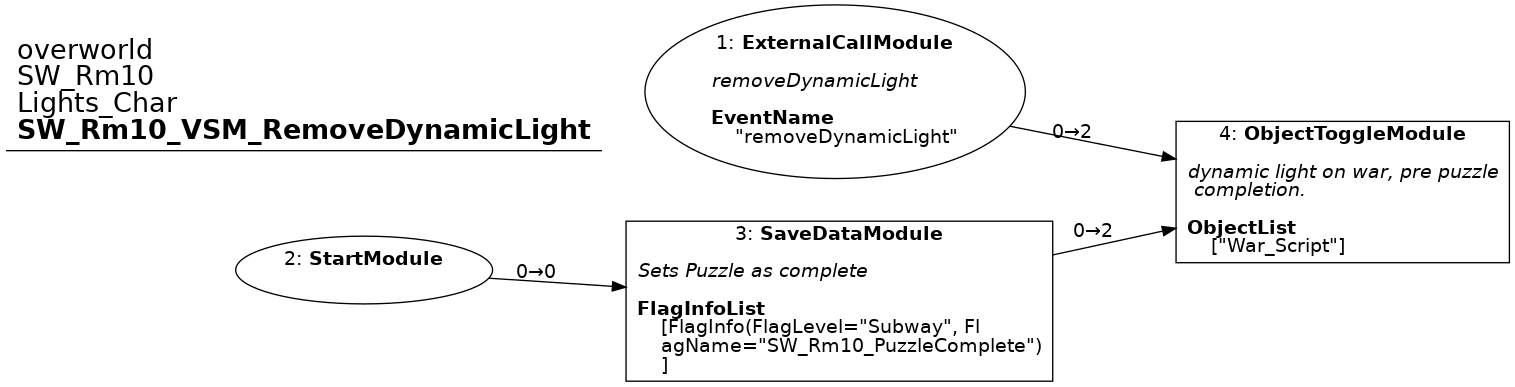 overworld
SW_Rm10
Lights_Char
SW_Rm10_VSM_RemoveDynamicLight
1: ExternalCallModule
removeDynamicLight
EventName
"removeDynamicLight"
0→2
4: ObjectToggleModule
dynamic light on war, pre puzzle
completion.
ObjectList
["War_Script"]
2: StartModule
0→0
3: SaveDataModule
Sets Puzzle as complete
FlagInfoList
[FlagInfo(FlagLevel="Subway", Fl
agName="SW_Rm10_PuzzleComplete")
]
0→2